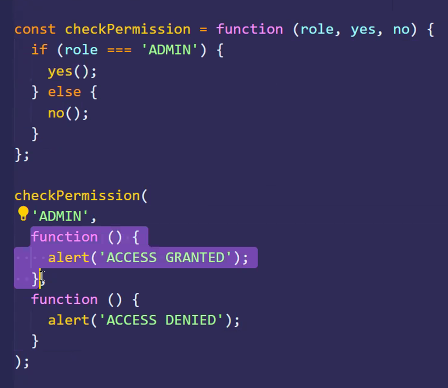 const checkPermission = function (role, yes, no) {
  if (role === 'ADMIN') {
    yes();
  } else {
    no();
  }
};

checkPermission(
  'ADMIN',
  function () {
    alert('ACCESS GRANTED');
  },
  function () {
    alert('ACCESS DENIED');
  }
);